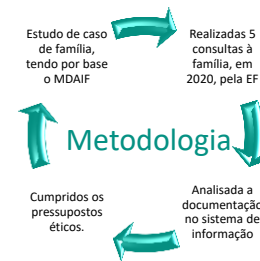 Estudo de caso
de família,
tendo por base
o MDAIF
Realizadas 5
consultas à
família, em
2020, pela EF
Metodologia
Cumpridos os
pressupostos
éticos.
Analisada a
documentação
no sistema de
informação